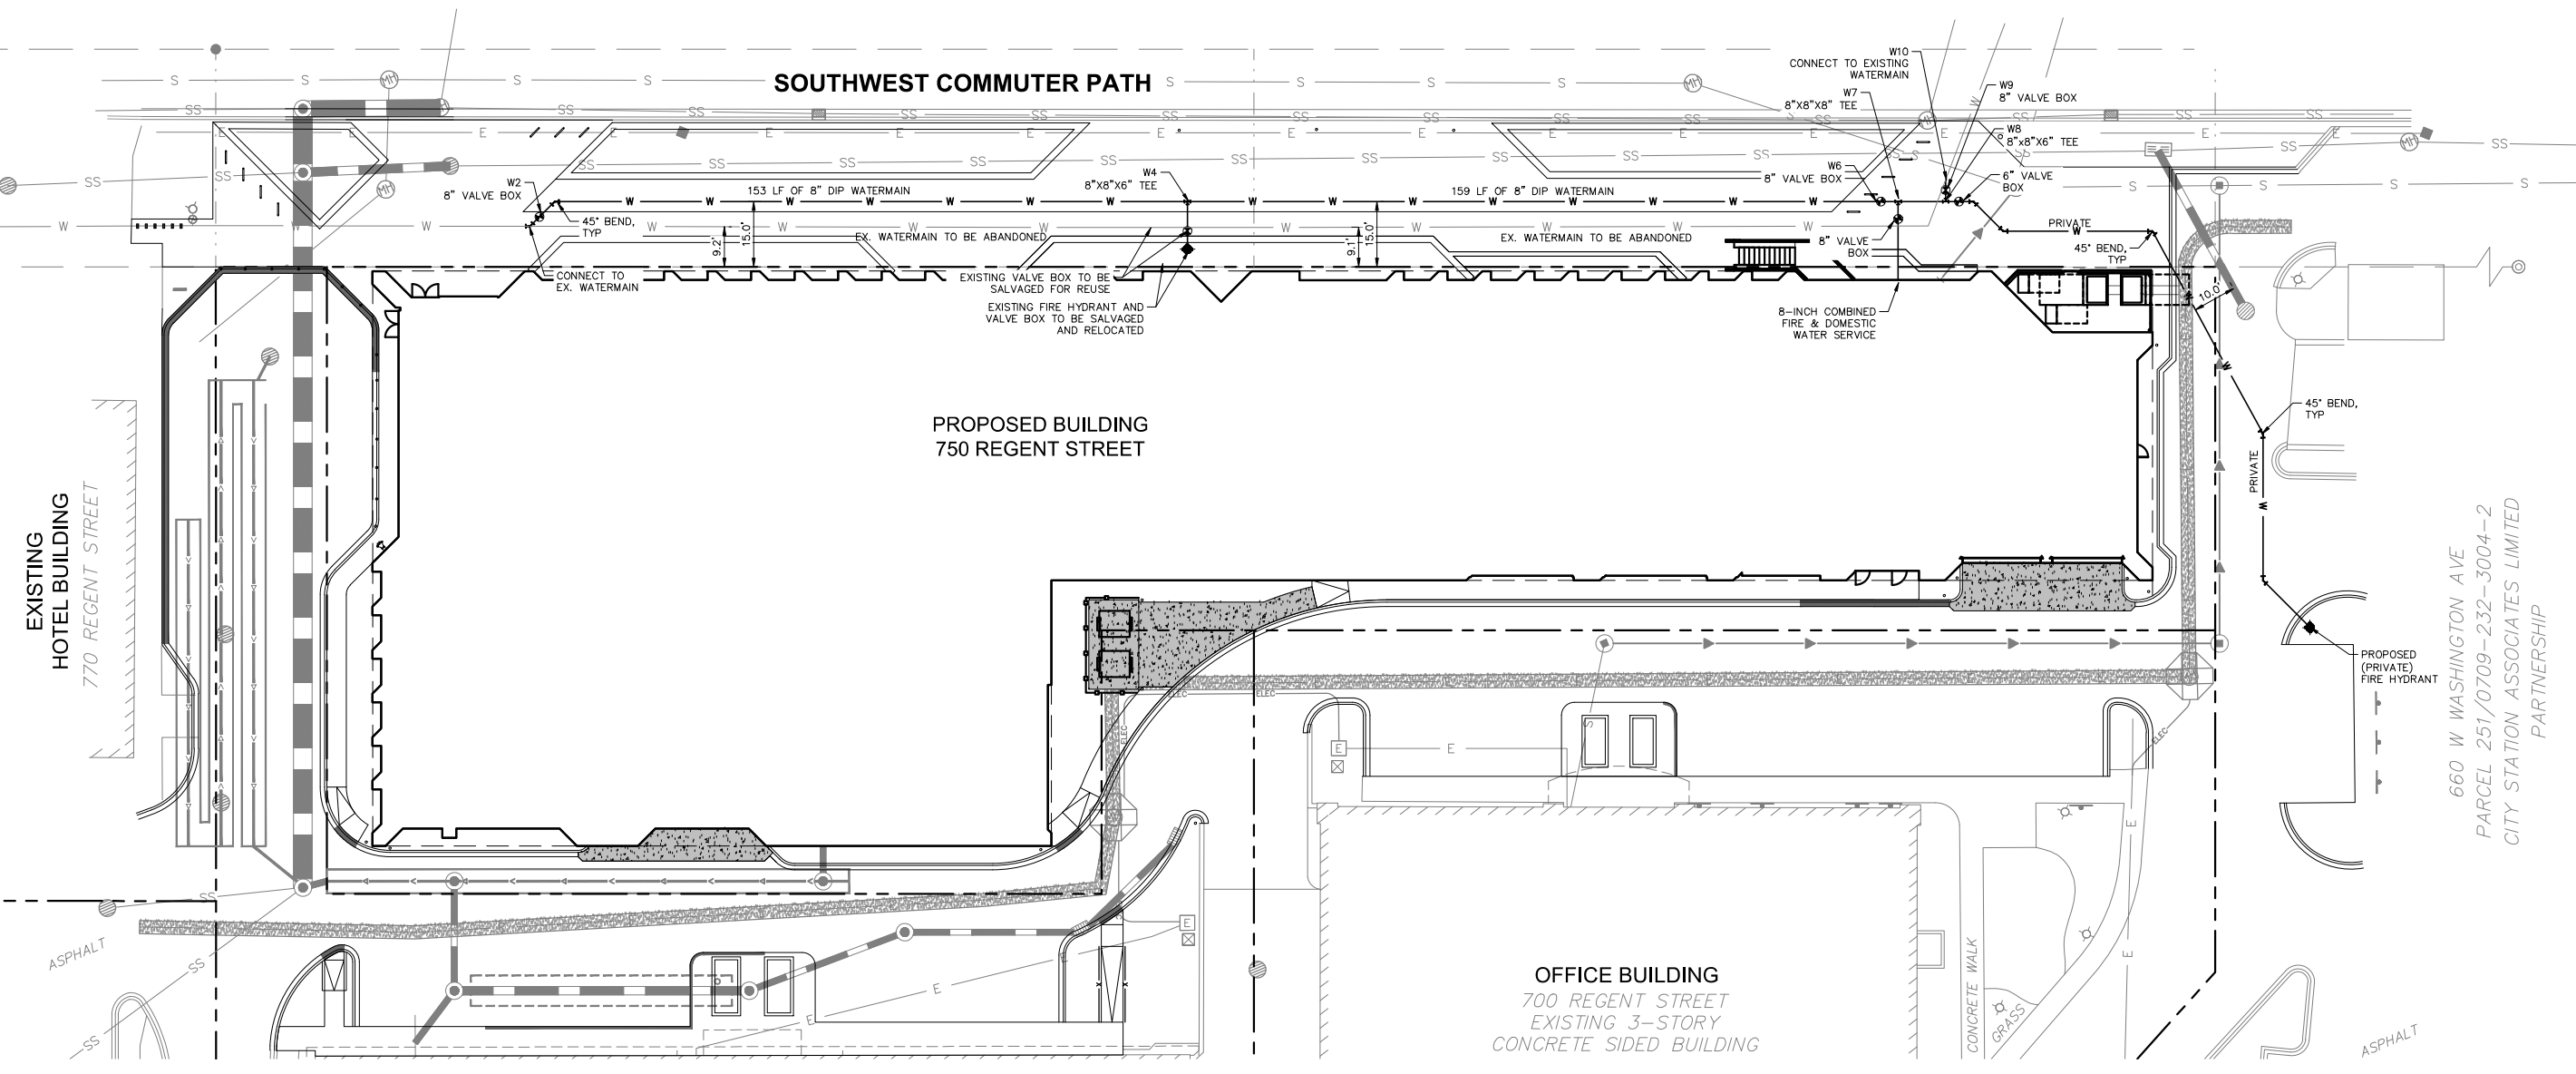 SOUTHWEST COMMUTER PATH
W10
CONNECT TO EXISTING
WATERMAIN
W7
8"X8"X8" TEE
W9
8" VALVE BOX
W8
8"x8"X6" TEE
W6
8" VALVE BOX
6" VALVE
BOX
W2
8" VALVE BOX
153 LF OF 8" DIP WATERMAIN
W4
8"X8"X6" TEE
159 LF OF 8" DIP WATERMAIN
45° BEND,
TYP
9.2'
15.0'
EX. WATERMAIN TO BE ABANDONED
9.1'
15.0'
EX. WATERMAIN TO BE ABANDONED
8" VALVE
BOX
PRIVATE
45° BEND,
TYP
CONNECT TO
EX. WATERMAIN
EXISTING VALVE BOX TO BE
SALVAGED FOR REUSE
EXISTING FIRE HYDRANT AND
VALVE BOX TO BE SALVAGED
AND RELOCATED
8-INCH COMBINED
FIRE & DOMESTIC
WATER SERVICE
10.0'
45° BEND,
TYP
PRIVATE
PROPOSED BUILDING
750 REGENT STREET
EXISTING
HOTEL BUILDING
770 REGENT STREET
PROPOSED
(PRIVATE)
FIRE HYDRANT
660 W WASHINGTON AVE
PARCEL 251/0709-232-3004-2
CITY STATION ASSOCIATES LIMITED
PARTNERSHIP
ELEC
ELEC
ELEC
ELEC
ASPHALT
OFFICE BUILDING
700 REGENT STREET
EXISTING 3-STORY
CONCRETE SIDED BUILDING
CONCRETE WALK
GRASS
ASPHALT